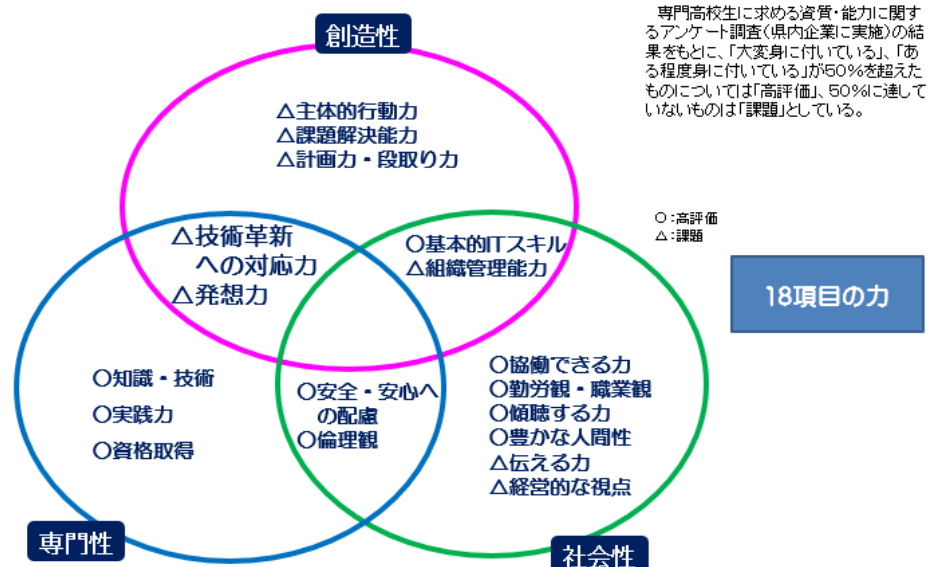 創造性
専門高校生に求める資質・能力に関す
るアンケート調査(県内企業に実施)の結
果をもとに、「大変身に付いている」、「あ
る程度身に付いている」が50%を超えた
ものについては「高評価」、50%に達して
いないものは「課題」としている。
△主体的行動力
△課題解決能力
△計画力・段取り力
○:高評価
△:課題
△技術革新
への対応力
△発想力
○基本的ITスキル
△組織管理能力
18項目の力
○知識・技術
○実践力
○資格取得
○安全・安心へ
の配慮
○倫理観
○協働できる力
○勤労観・職業観
○傾聴する力
○豊かな人間性
△伝える力
△経営的な視点
専門性
社会性